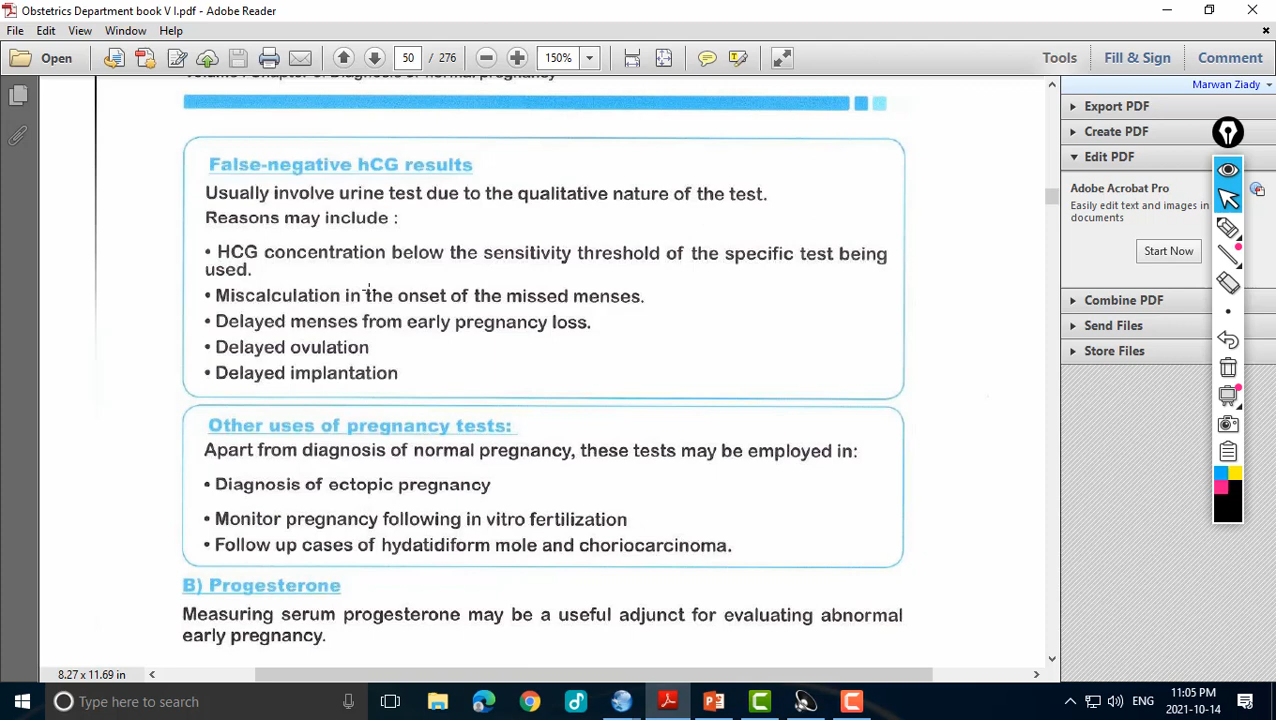 Obstetrics Department book V I.pdf - Adobe Reader
File Edit View Window Help
Open 50 / 276 150% Tools Fill & Sign Comment
Volume I Chapter 3: Diagnosis of normal pregnancy
Marwan Ziady
False-negative hCG results
Usually involve urine test due to the qualitative nature of the test.
Reasons may include :
• HCG concentration below the sensitivity threshold of the specific test being
used.
• Miscalculation in the onset of the missed menses.
• Delayed menses from early pregnancy loss.
• Delayed ovulation
• Delayed implantation
Other uses of pregnancy tests:
Apart from diagnosis of normal pregnancy, these tests may be employed in:
• Diagnosis of ectopic pregnancy
• Monitor pregnancy following in vitro fertilization
• Follow up cases of hydatidiform mole and choriocarcinoma.
B) Progesterone
Measuring serum progesterone may be a useful adjunct for evaluating abnormal
early pregnancy.
Export PDF
Create PDF
Edit PDF
Adobe Acrobat Pro
Easily edit text and images in
documents
Start Now
Combine PDF
Send Files
Store Files
8.27 x 11.69 in
Type here to search
ENG
11:05 PM
2021-10-14